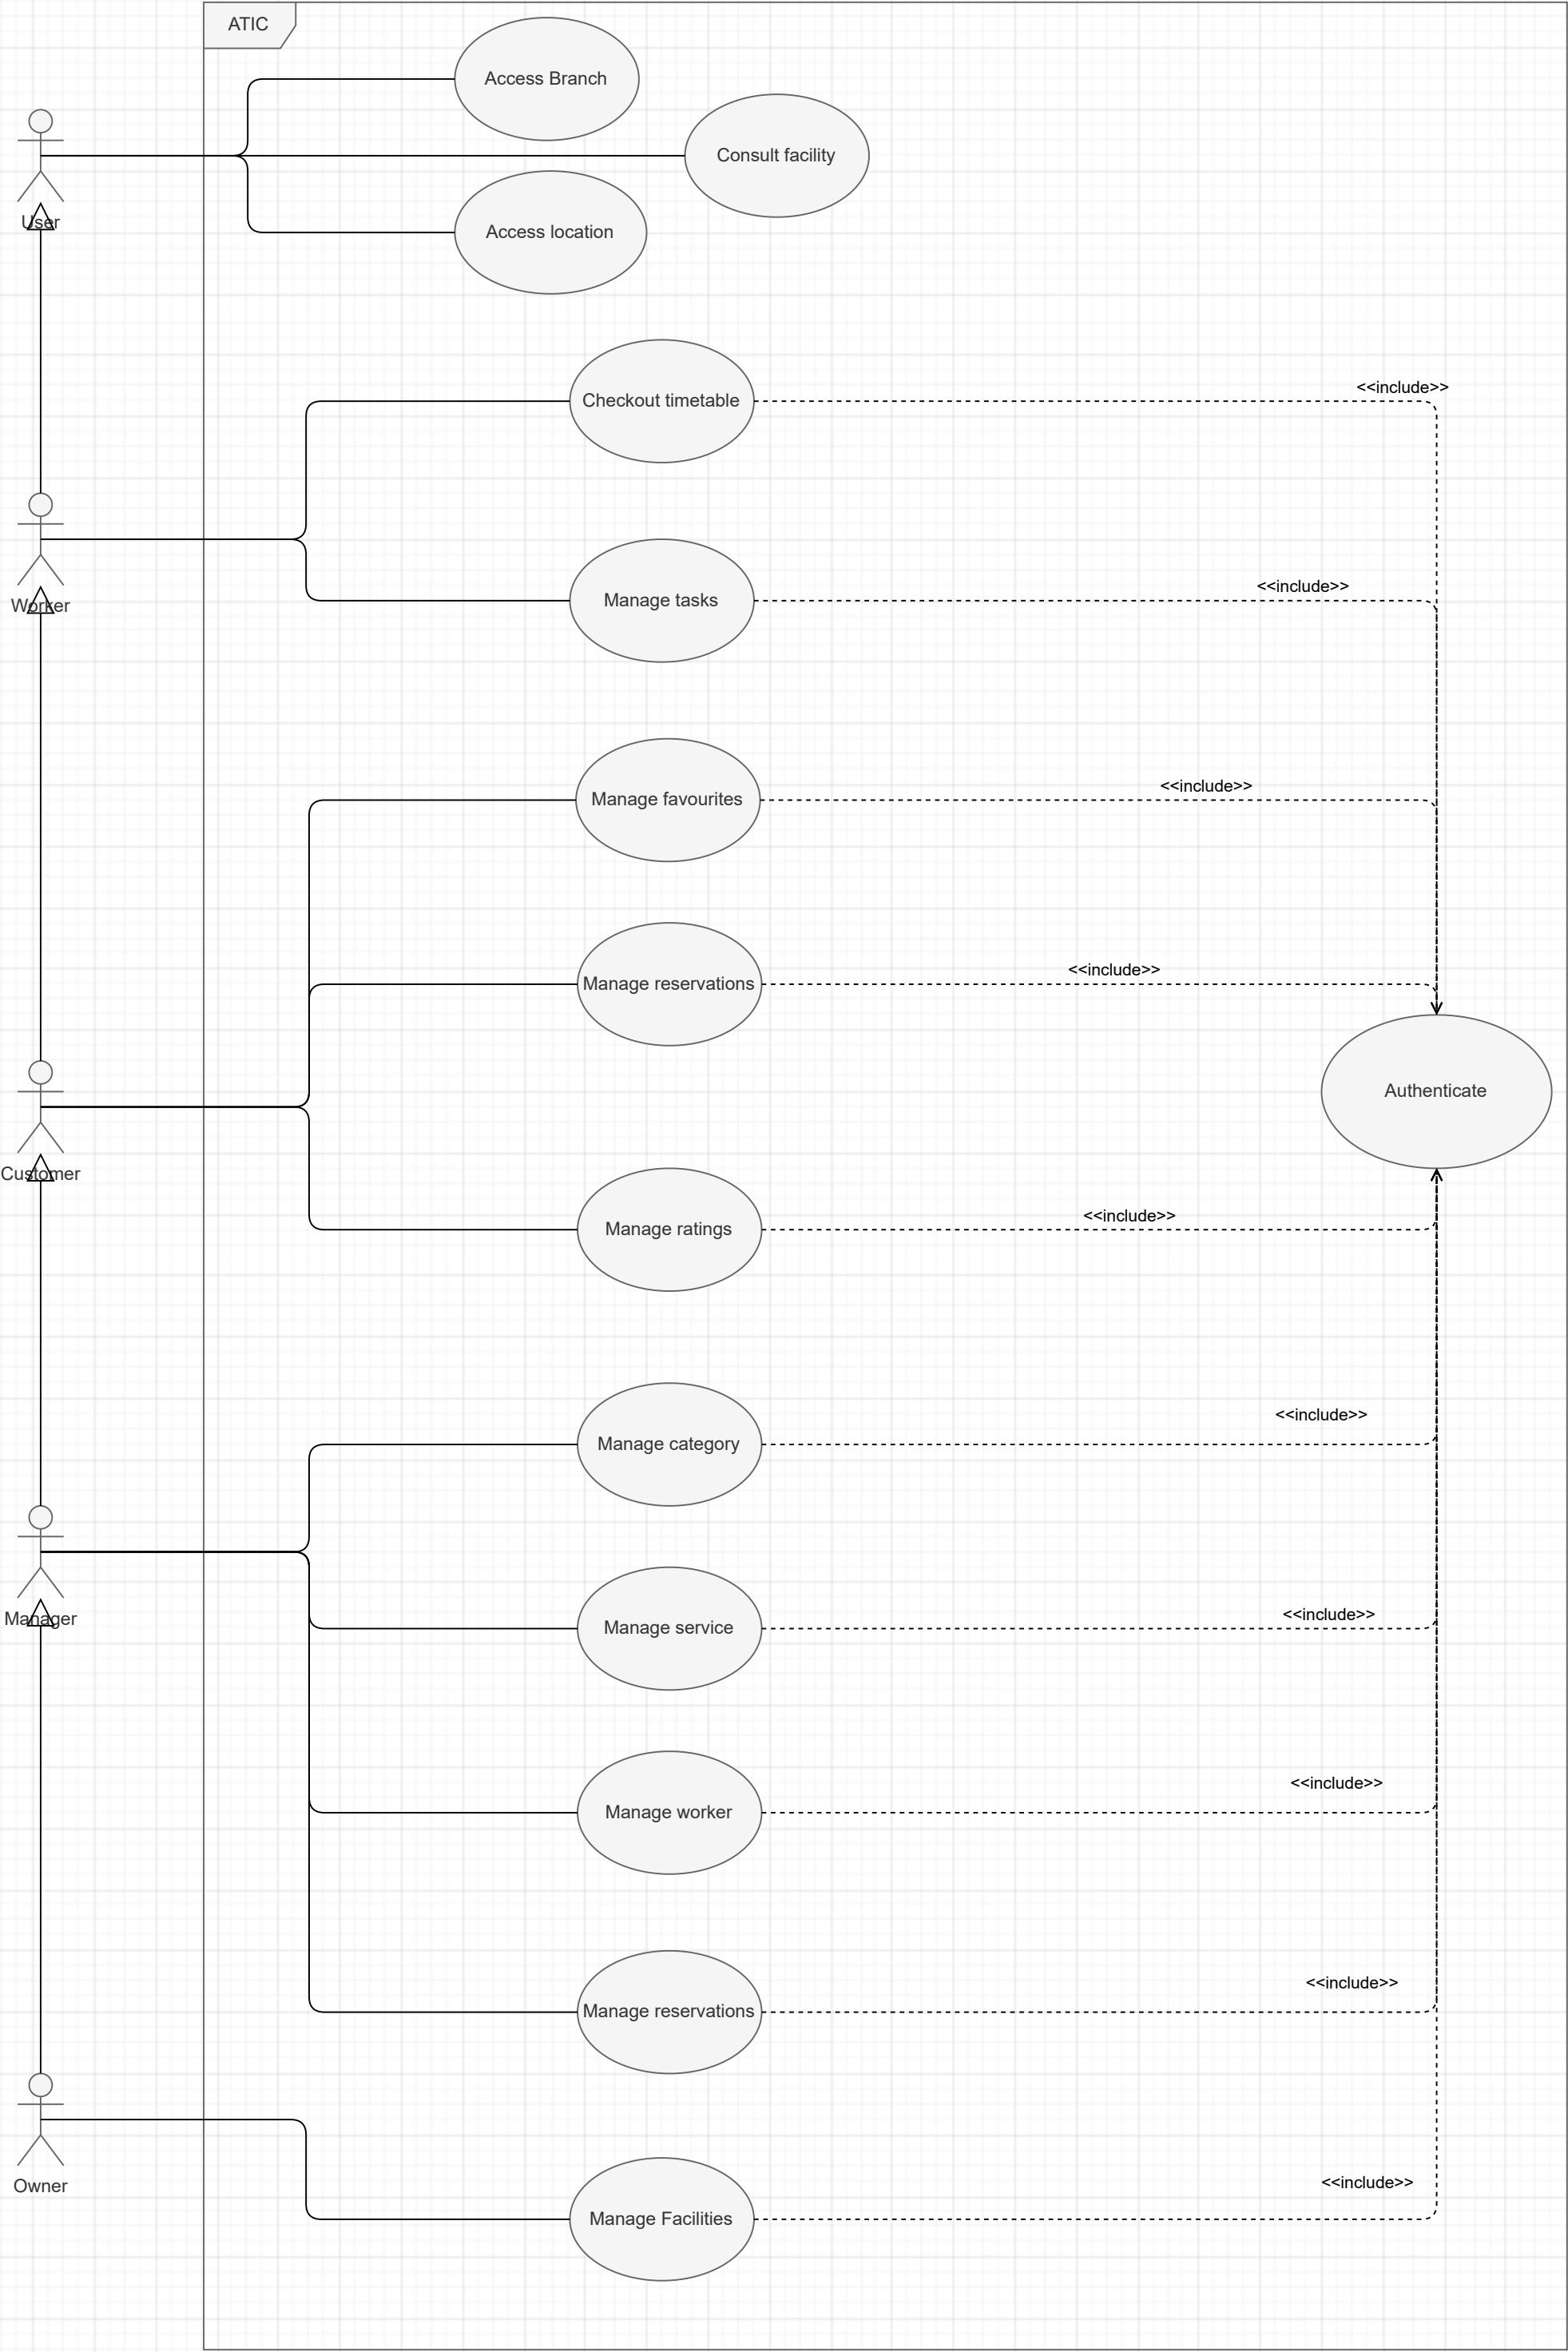 ATIC
Access Branch
Consult facility
User
Access location
<<include>>
Checkout timetable
<<include>>
Manage tasks
Worker
<<include>>
Manage favourites
<<include>>
Manage reservations
Authenticate
Customer
<<include>>
Manage ratings
<<include>>
Manage category
<<include>>
Manager
Manage service
<<include>>
Manage worker
<<include>>
Manage reservations
<<include>>
Owner
Manage Facilities